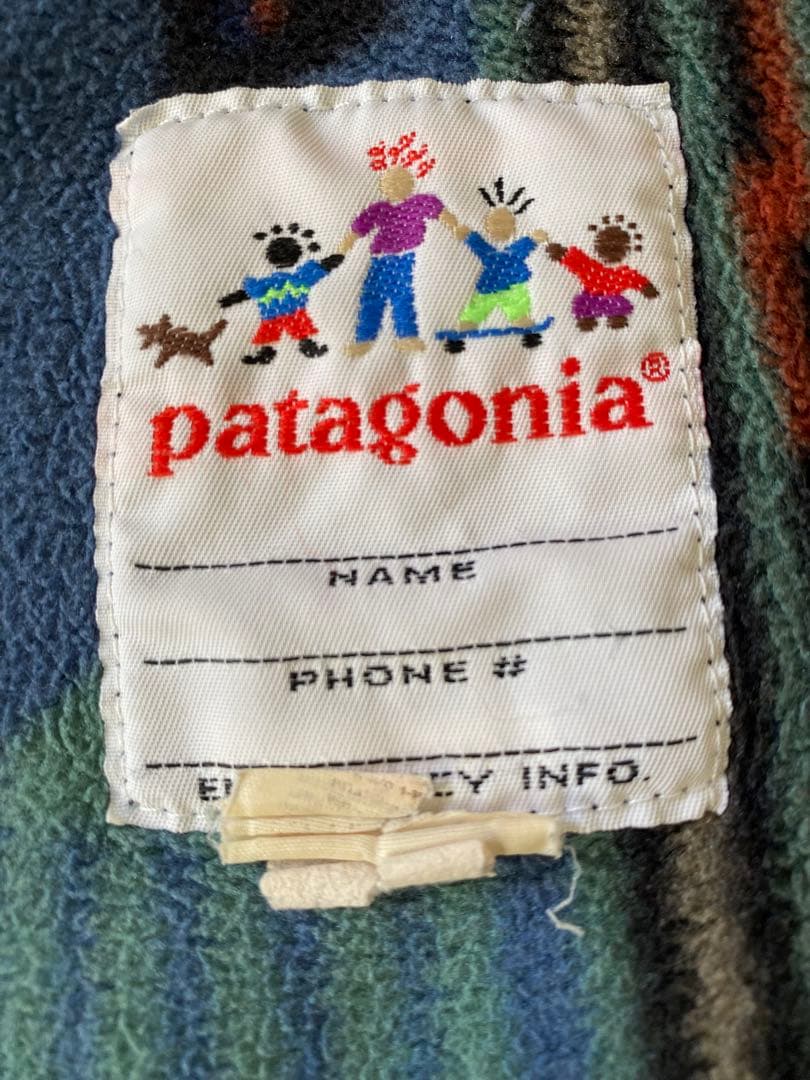 patagonia®
NAME
PHONE #
INFO.